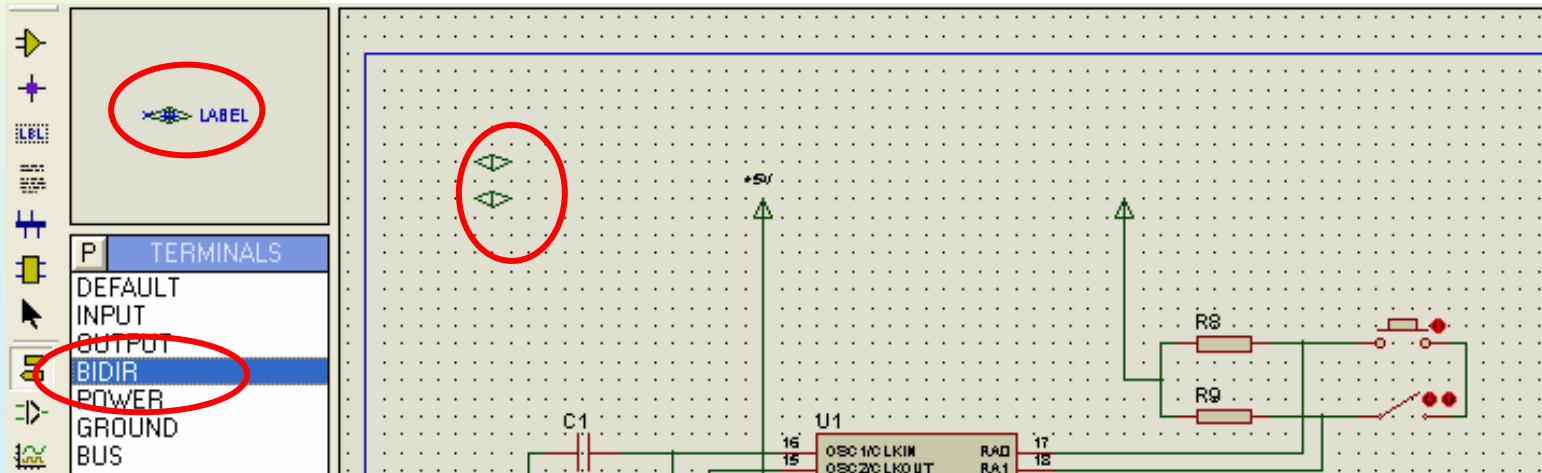 LABEL
LBL
P TERMINALS
DEFAULT
INPUT
OUTPUT
BIDIR
POWER
GROUND
BUS
+5V
R8
R9
C1
U1
16 OSC1/CLKIN RA0 17
15 OSC2/CLKOUT RA1 18